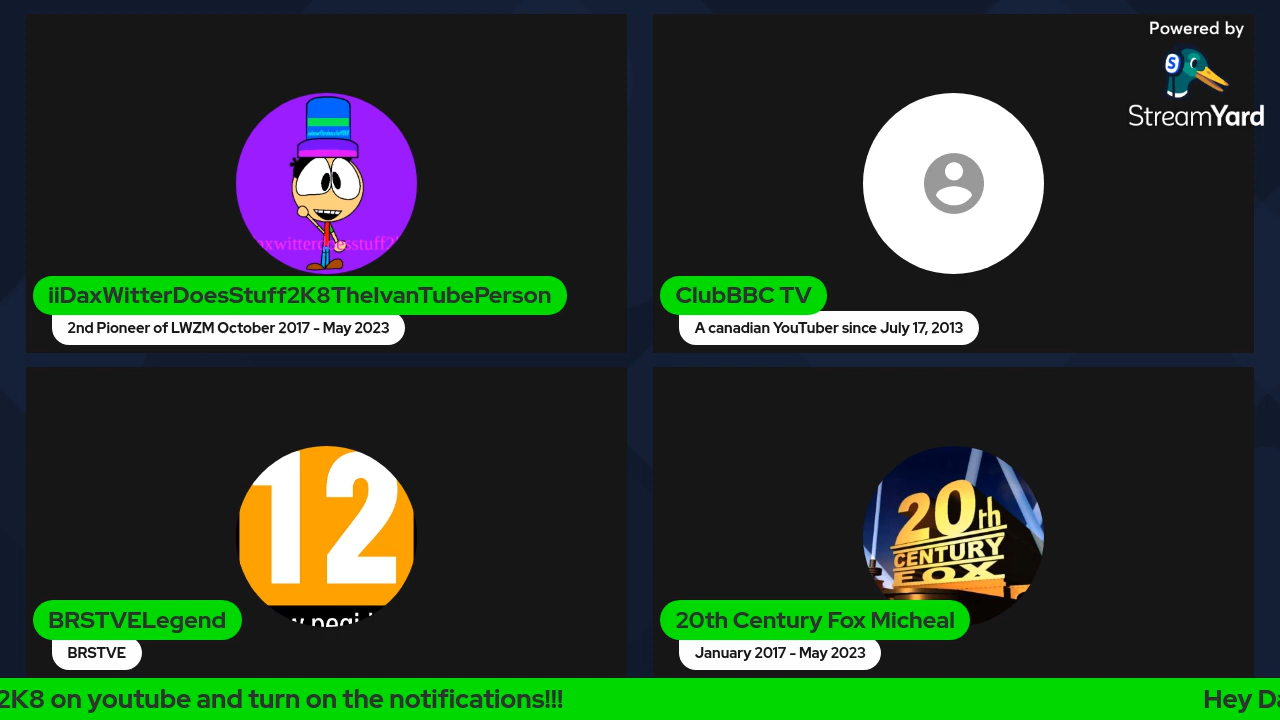 Powered by
StreamYard
iiDaxWitterDoesStuff2K8TheIvanTubePerson
2nd Pioneer of LWZM October 2017 - May 2023
ClubBBC TV
A canadian YouTuber since July 17, 2013
12
BRSTVELegend
BRSTVE
20th
CENTURY
FOX
20th Century Fox Micheal
January 2017 - May 2023
2K8 on youtube and turn on the notifications!!!
Hey Da